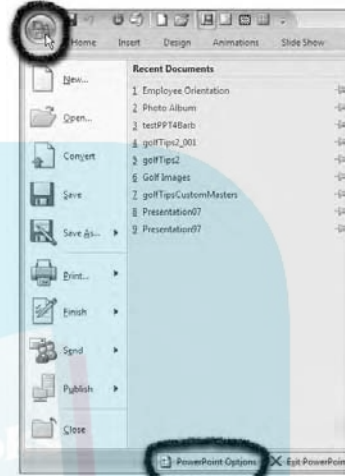 Home Insert Design Animations Slide Show
Recent Documents
New...
1 Employee Orientation
2 Photo Album
Open...
3 testPPT4Barb
4 golfTips2_001
Convert
5 golfTips2
6 Golf Images
Save
7 golfTipsCustomMasters
8 Presentation07
Save As...
9 Presentation97
Print...
Finish
Send
Publish
Close
PowerPoint Options Exit PowerPoin